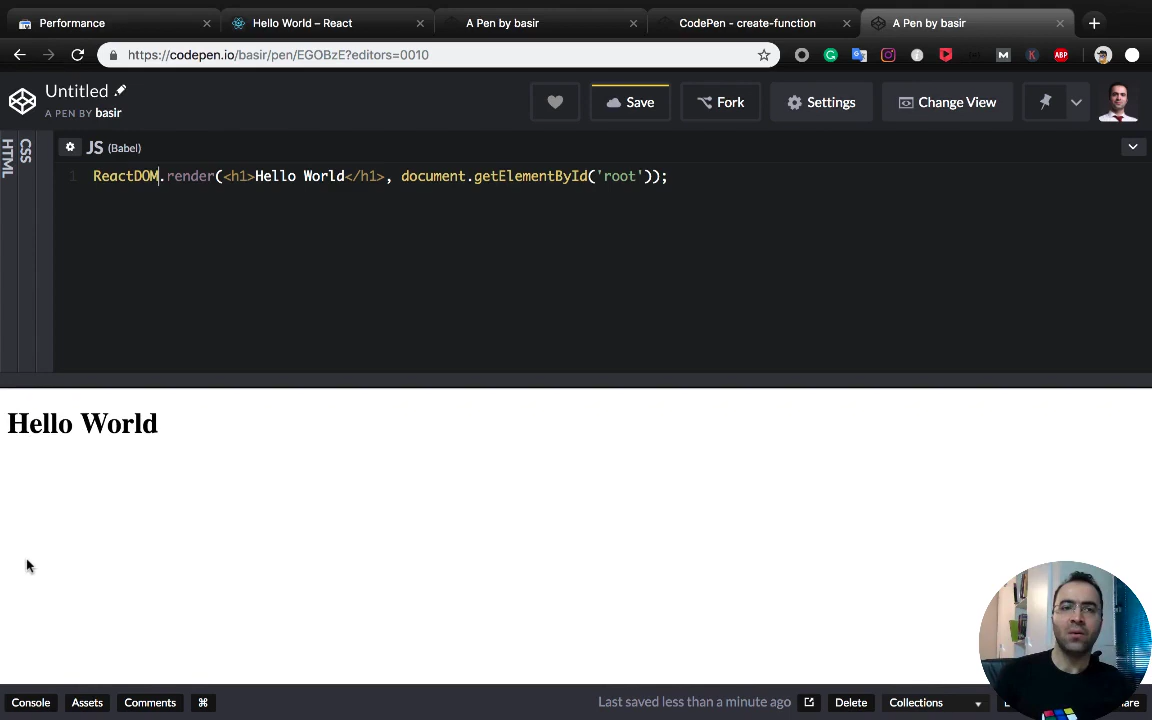 Performance
Hello World – React
A Pen by basir
CodePen - create-function
A Pen by basir
https://codepen.io/basir/pen/EGOBzE?editors=0010
ABP
Untitled
A PEN BY basir
Save
Fork
Settings
Change View
HTML
CSS
JS (Babel)
1 ReactDOM.render(<h1>Hello World</h1>, document.getElementById('root'));
Hello World
Console
Assets
Comments
⌘
Last saved less than a minute ago
Delete
Collections